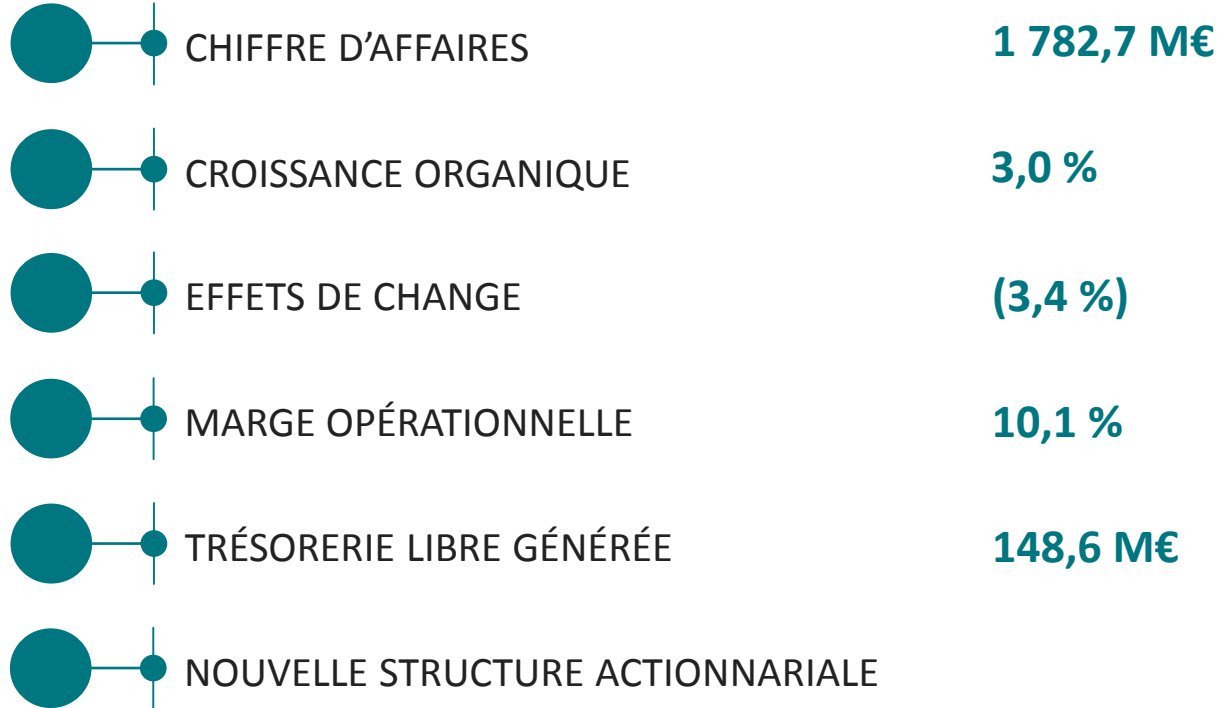 CHIFFRE D’AFFAIRES 1 782,7 M€
CROISSANCE ORGANIQUE 3,0 %
EFFETS DE CHANGE (3,4 %)
MARGE OPÉRATIONNELLE 10,1 %
TRÉSORERIE LIBRE GÉNÉRÉE 148,6 M€
NOUVELLE STRUCTURE ACTIONNARIALE